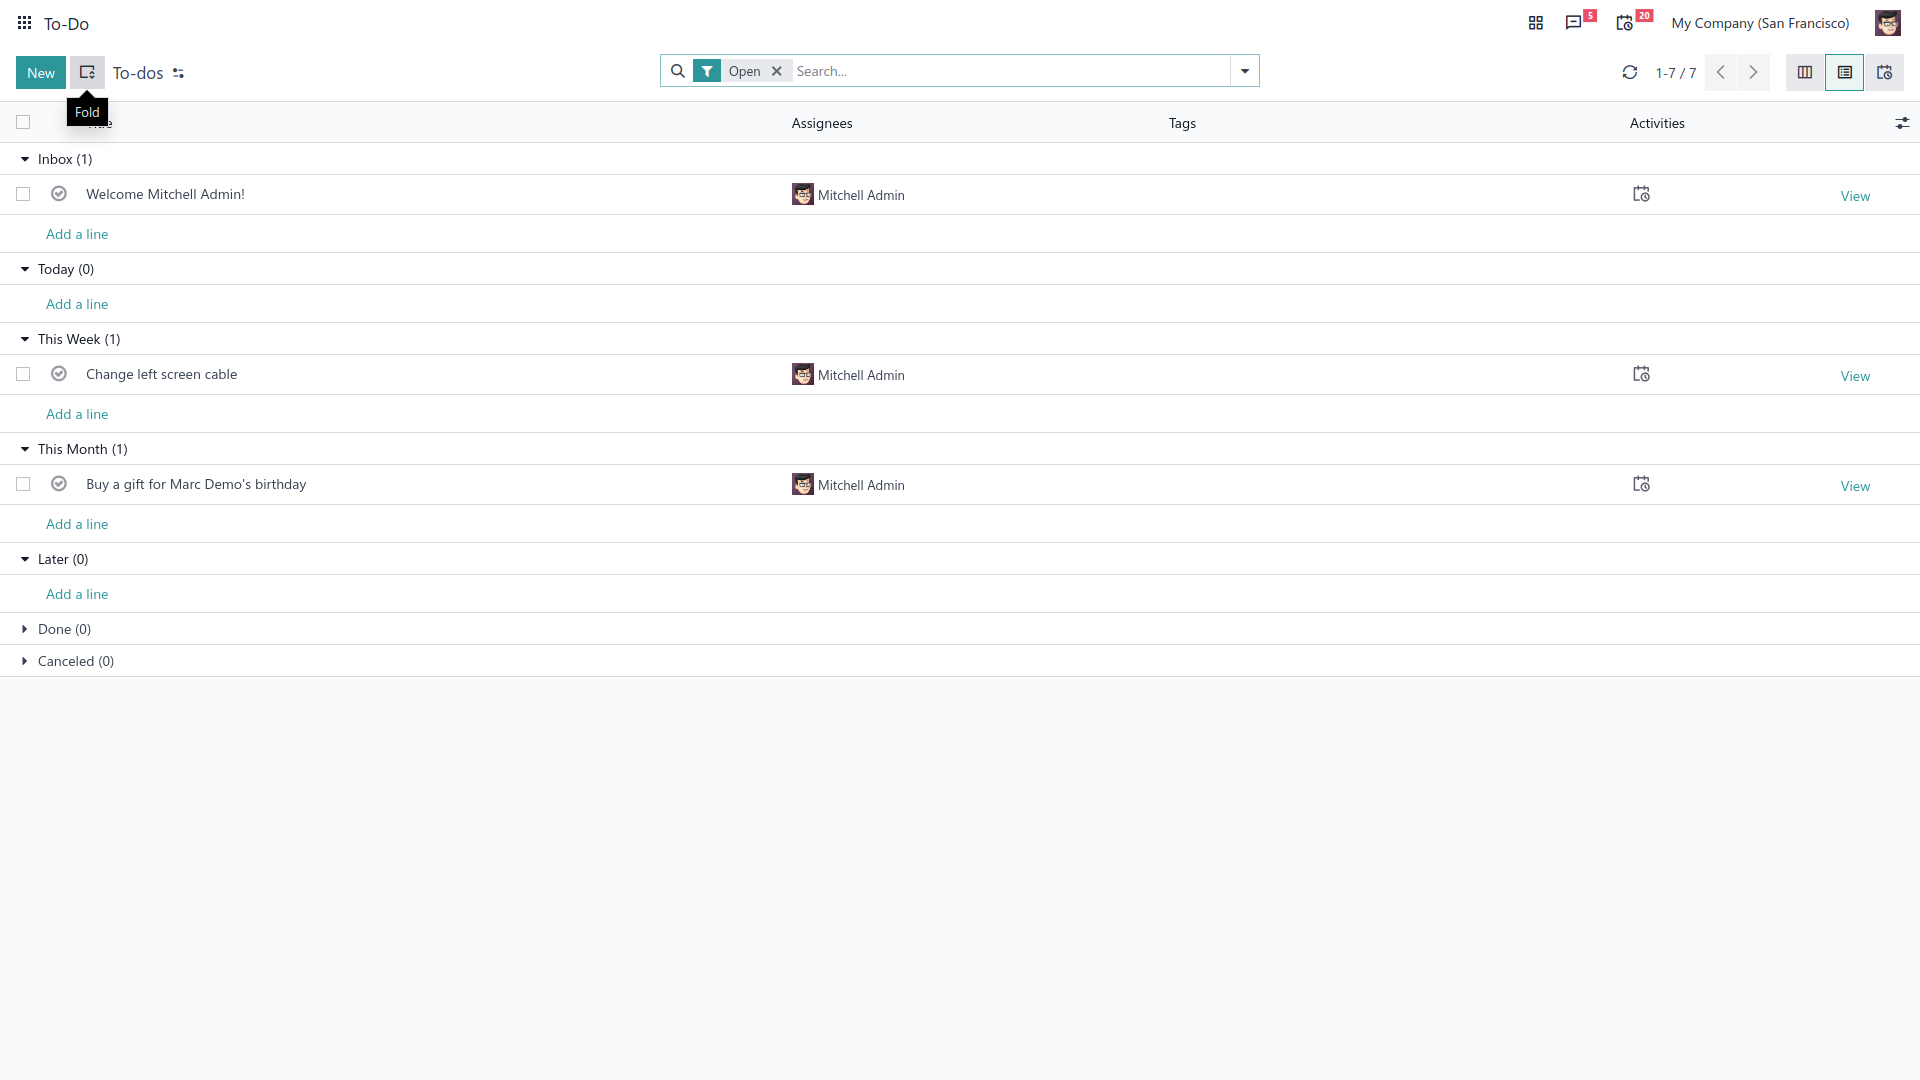 To-Do
5
20
My Company (San Francisco)
New
To-dos
Open
Search...
1-7 / 7
Fold
Assignees
Tags
Activities
Inbox (1)
Welcome Mitchell Admin!
Mitchell Admin
View
Add a line
Today (0)
Add a line
This Week (1)
Change left screen cable
Mitchell Admin
View
Add a line
This Month (1)
Buy a gift for Marc Demo's birthday
Mitchell Admin
View
Add a line
Later (0)
Add a line
Done (0)
Canceled (0)